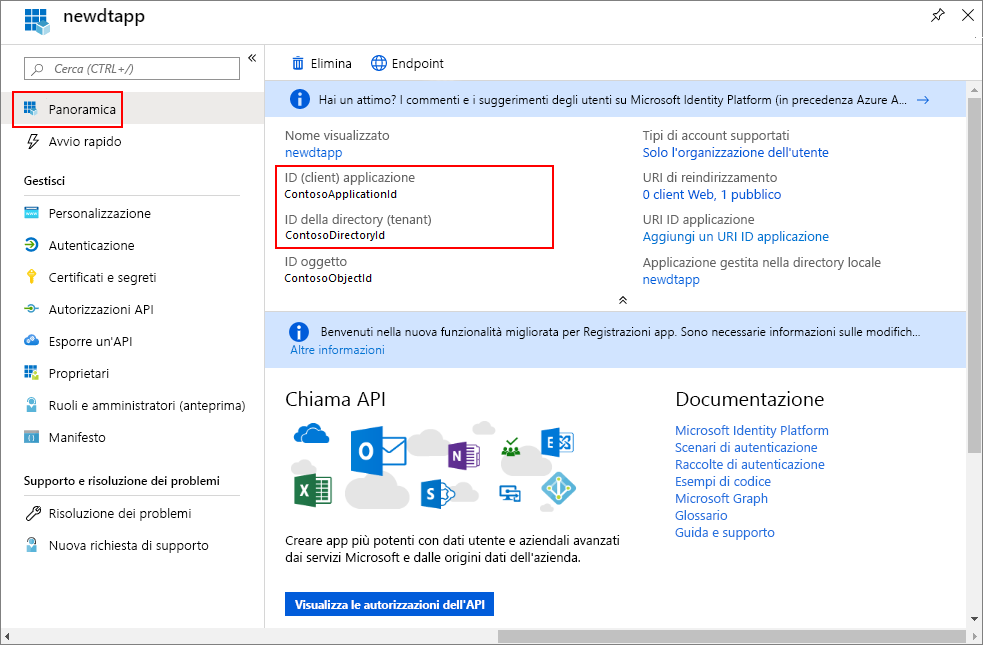 newdtapp
Cerca (CTRL+/)
Panoramica
Avvio rapido
Gestisci
Personalizzazione
Autenticazione
Certificati e segreti
Autorizzazioni API
Esporre un'API
Proprietari
Ruoli e amministratori (anteprima)
Manifesto
Supporto e risoluzione dei problemi
Risoluzione dei problemi
Nuova richiesta di supporto
Elimina
Endpoint
Hai un attimo? I commenti e i suggerimenti degli utenti su Microsoft Identity Platform (in precedenza Azure A...
Nome visualizzato
newdtapp
ID (client) applicazione
ContosoApplicationId
ID della directory (tenant)
ContosoDirectoryId
ID oggetto
ContosoObjectId
Tipi di account supportati
Solo l'organizzazione dell'utente
URI di reindirizzamento
0 client Web, 1 pubblico
URI ID applicazione
Aggiungi un URI ID applicazione
Applicazione gestita nella directory locale
newdtapp
Benvenuti nella nuova funzionalità migliorata per Registrazioni app. Sono necessarie informazioni sulle modifich...
Altre informazioni
Chiama API
Creare app più potenti con dati utente e aziendali avanzati
dai servizi Microsoft e dalle origini dati dell'azienda.
Visualizza le autorizzazioni dell'API
Documentazione
Microsoft Identity Platform
Scenari di autenticazione
Raccolte di autenticazione
Esempi di codice
Microsoft Graph
Glossario
Guida e supporto